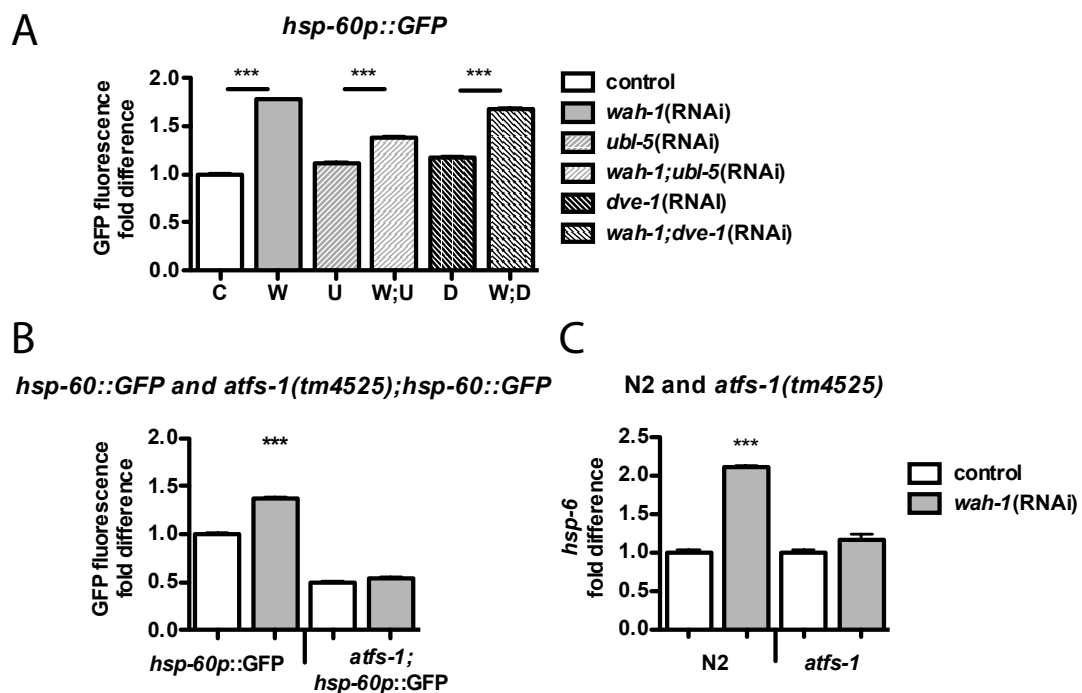 A
hsp-60p::GFP
GFP fluorescence
fold difference
2.0
1.5
1.0
0.5
0.0
***
***
***
C W U W;U D W;D
control
wah-1(RNAi)
ubl-5(RNAi)
wah-1;ubl-5(RNAi)
dve-1(RNAI)
wah-1;dve-1(RNAi)
B
hsp-60::GFP and atfs-1(tm4525);hsp-60::GFP
GFP fluorescence
fold difference
2.0
1.5
1.0
0.5
0.0
***
hsp-60p::GFP
atfs-1;
hsp-60p::GFP
C
N2 and atfs-1(tm4525)
hsp-6
fold difference
2.5
2.0
1.5
1.0
0.5
0.0
***
N2
atfs-1
control
wah-1(RNAi)